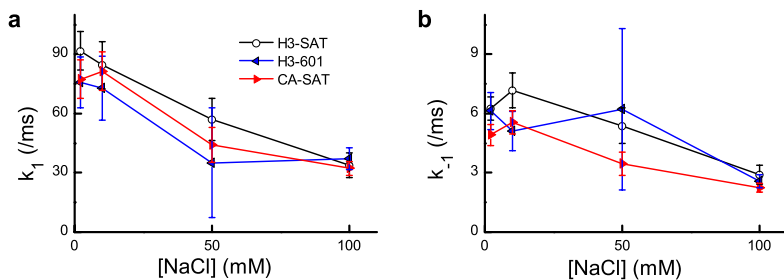 a
k1 (/ms)
90
60
30
0
0
50
100
[NaCl] (mM)
H3-SAT
H3-601
CA-SAT
b
k-1 (/ms)
9
6
3
0
0
50
100
[NaCl] (mM)